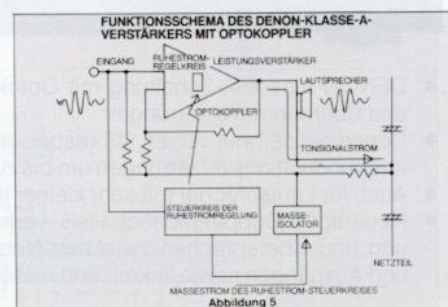 FUNKTIONSSCHEMA DES DENON-KLASSE-A-
VERSTÄRKERS MIT OPTOKOPPLER
EINGANG
RUHESTROM-
REGELKREIS
LEISTUNGSVERSTÄRKER
LAUTSPRECHER
OPTOKOPPLER
TONSIGNALSTROM
STEUERKREIS DER
RUHESTROMREGELUNG
MASSE-
ISOLATOR
NETZTEIL
MASSESTROM DES RUHESTROM-STEUERKREISES
Abbildung 5